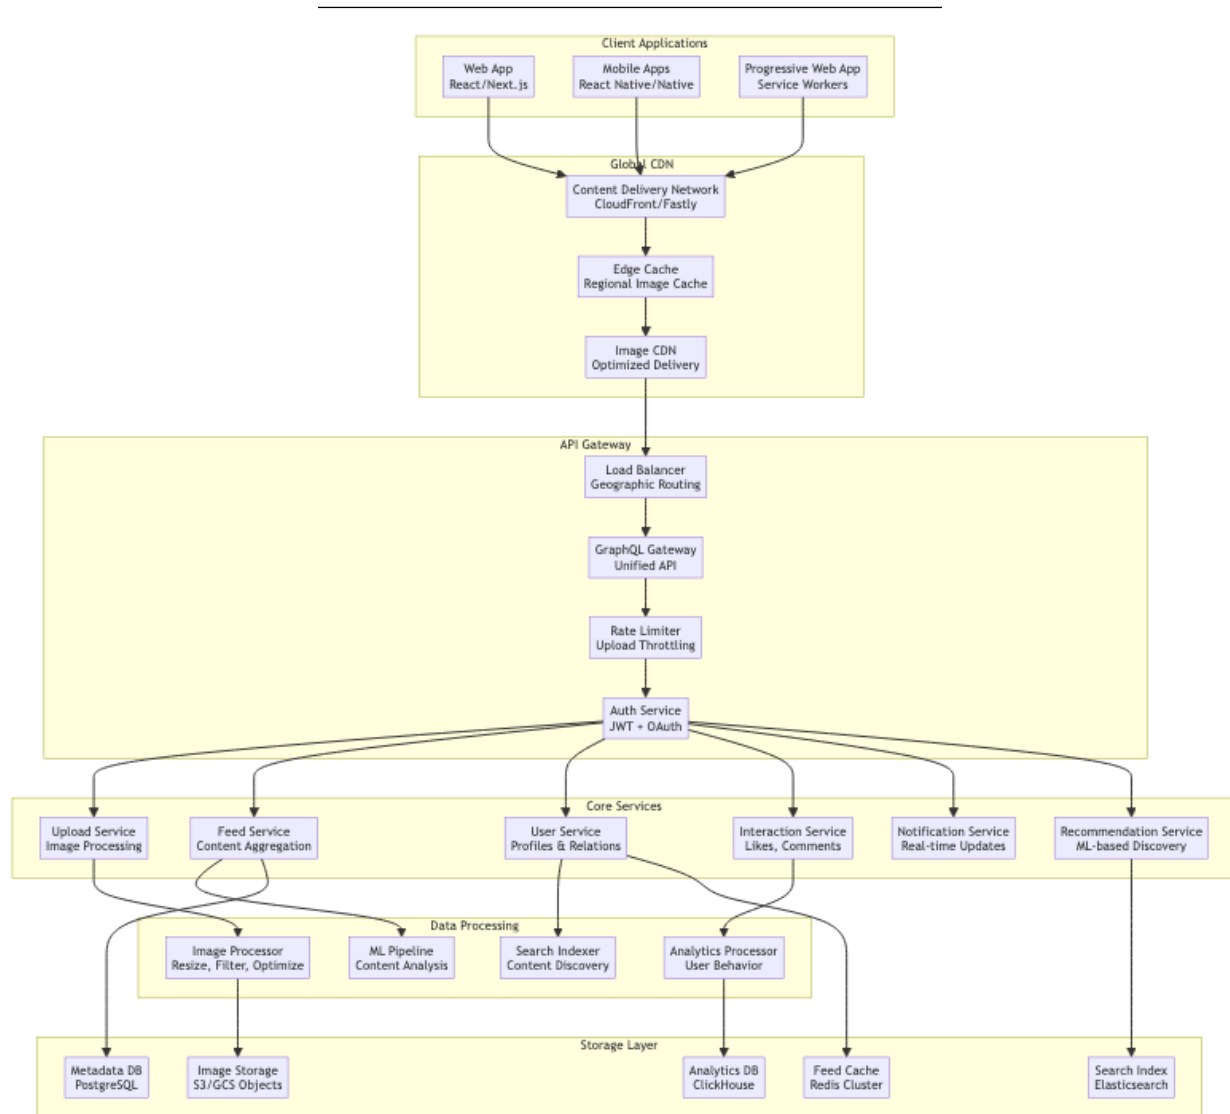 Client Applications
Web App
React/Next.js
Mobile Apps
React Native/Native
Progressive Web App
Service Workers
Global CDN
Content Delivery Network
CloudFront/Fastly
Edge Cache
Regional Image Cache
Image CDN
Optimized Delivery
API Gateway
Load Balancer
Geographic Routing
GraphQL Gateway
Unified API
Rate Limiter
Upload Throttling
Auth Service
JWT + OAuth
Core Services
Upload Service
Image Processing
Feed Service
Content Aggregation
User Service
Profiles & Relations
Interaction Service
Likes, Comments
Notification Service
Real-time Updates
Recommendation Service
ML-based Discovery
Data Processing
Image Processor
Resize, Filter, Optimize
ML Pipeline
Content Analysis
Search Indexer
Content Discovery
Analytics Processor
User Behavior
Storage Layer
Metadata DB
PostgreSQL
Image Storage
S3/GCS Objects
Analytics DB
ClickHouse
Feed Cache
Redis Cluster
Search Index
Elasticsearch